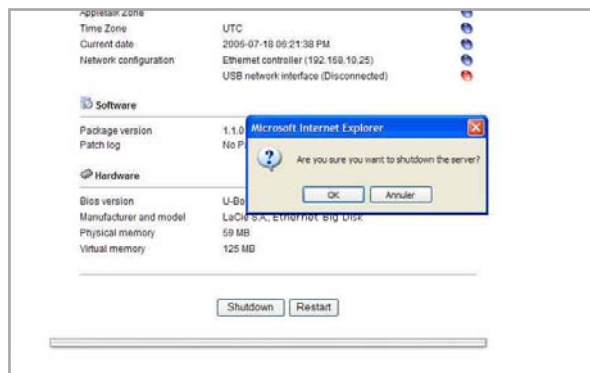 Appletalk Zone
Time Zone UTC
Current date 2006-07-18 06:21:38 PM
Network configuration Ethernet controller (192.168.10.25)
USB network interface (Disconnected)
Software
Package version 1.1.0
Patch log No P
Microsoft Internet Explorer
Are you sure you want to shutdown the server?
OK Annuler
Hardware
Bios version U-Bo
Manufacturer and model LaCie S.A., Ethernet Big Disk
Physical memory 59 MB
Virtual memory 125 MB
Shutdown Restart